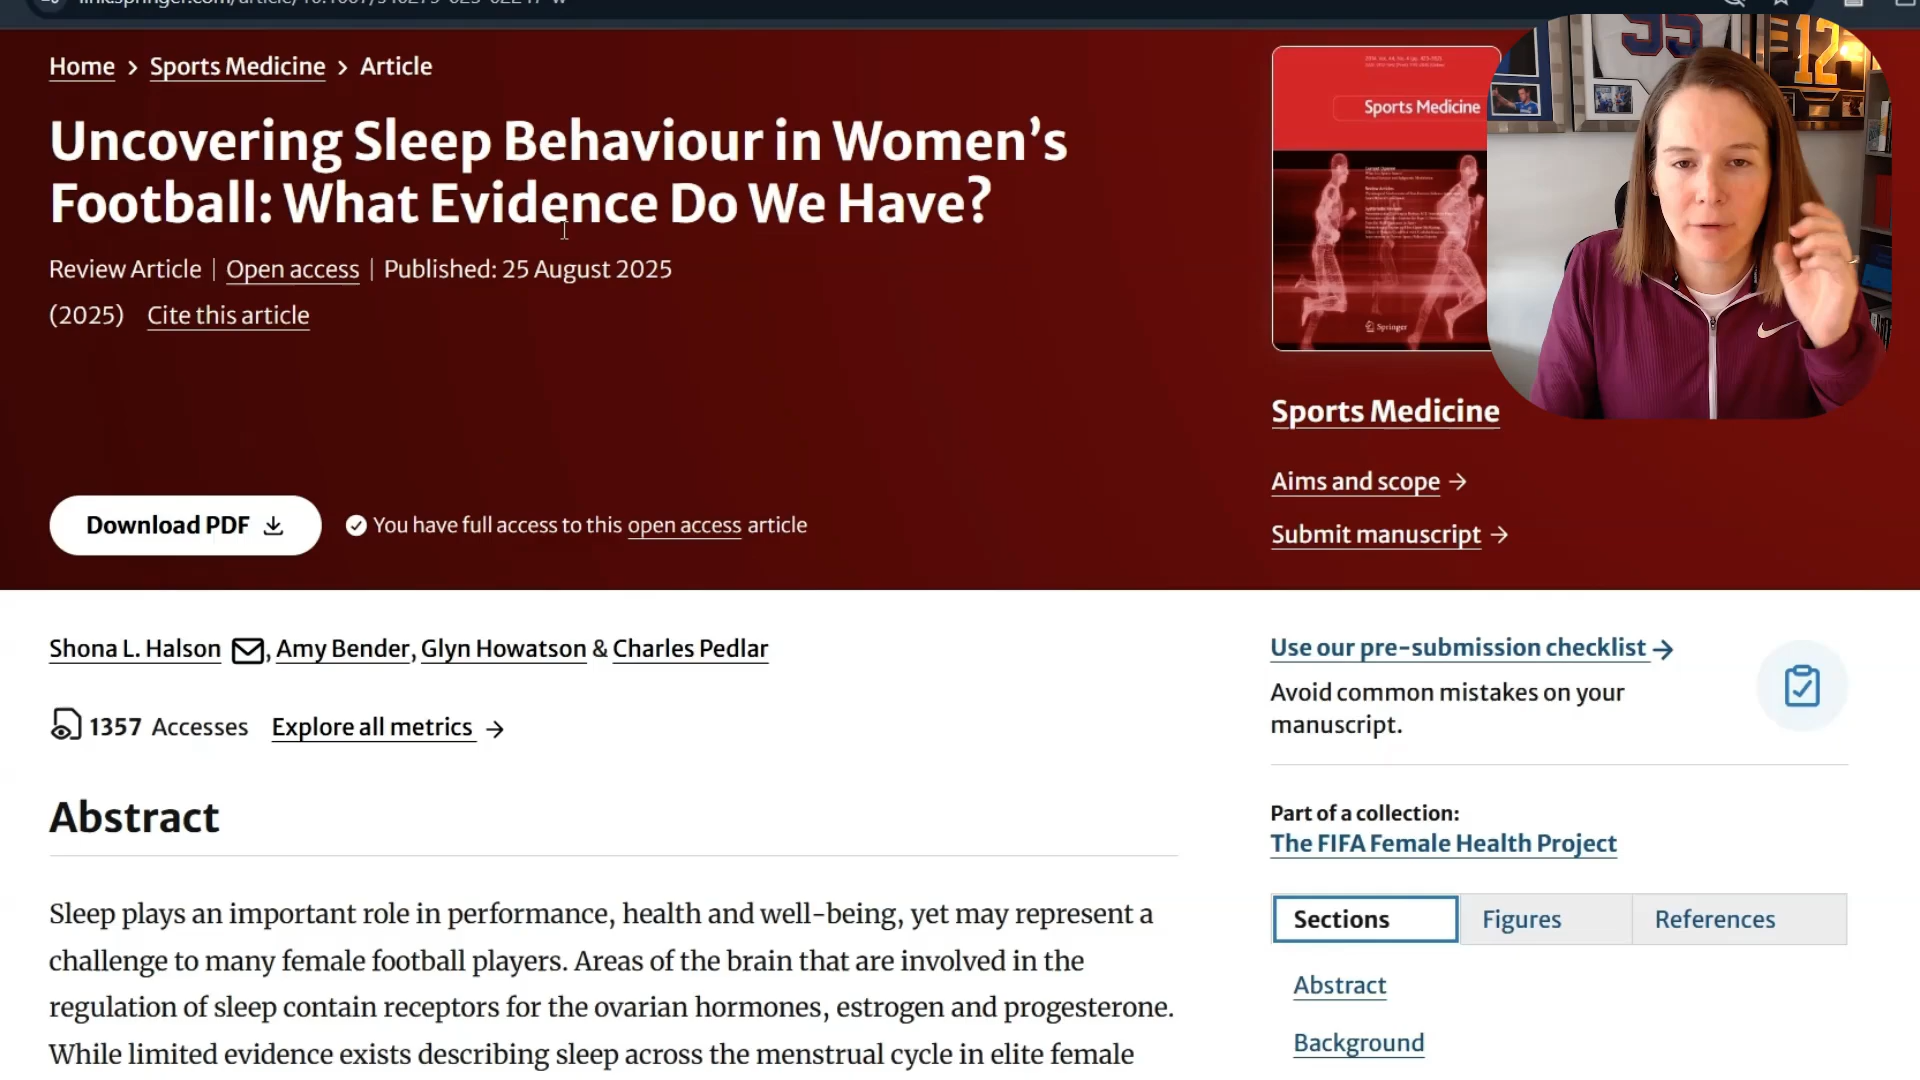 Home > Sports Medicine > Article
Uncovering Sleep Behaviour in Women's
Football: What Evidence Do We Have?
Review Article | Open access | Published: 25 August 2025
(2025) Cite this article
Download PDF
You have full access to this open access article
Sports Medicine
Springer
Sports Medicine
Aims and scope →
Submit manuscript →
55
12
Shona L. Halson, Amy Bender, Glyn Howatson & Charles Pedlar
1357 Accesses Explore all metrics →
Abstract
Sleep plays an important role in performance, health and well-being, yet may represent a
challenge to many female football players. Areas of the brain that are involved in the
regulation of sleep contain receptors for the ovarian hormones, estrogen and progesterone.
While limited evidence exists describing sleep across the menstrual cycle in elite female
Use our pre-submission checklist →
Avoid common mistakes on your
manuscript.
Part of a collection:
The FIFA Female Health Project
Sections Figures References
Abstract
Background